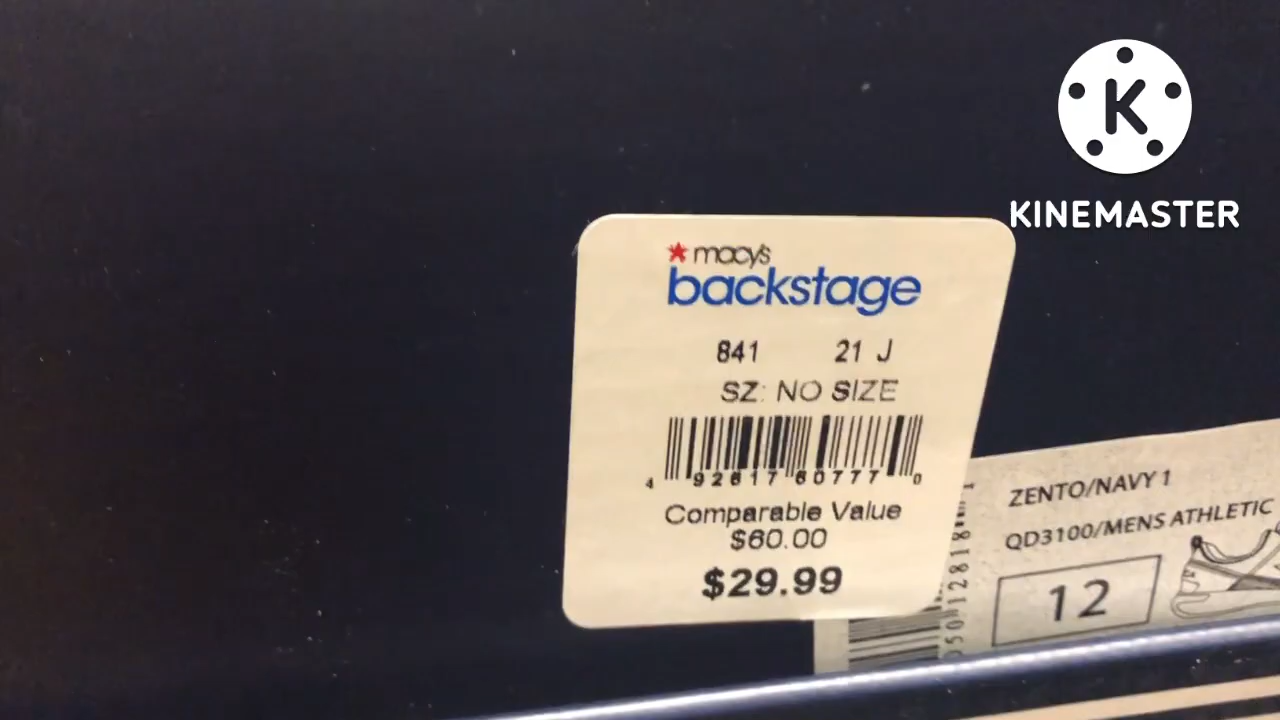 K
KINEMASTER
macy's
backstage
841 21 J
SZ: NO SIZE
4 92617 60777 0
Comparable Value
$60.00
$29.99
ZENTO/NAVY 1
QD3100/MENS ATHLETIC
12